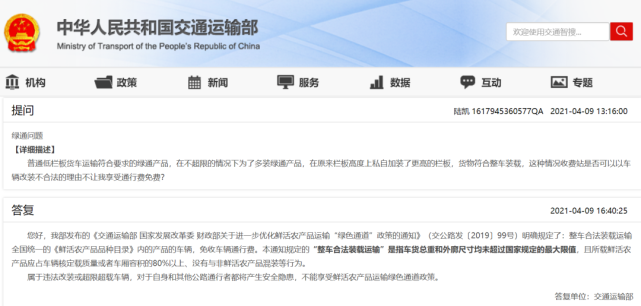 中华人民共和国交通运输部
Ministry of Transport of the People's Republic of China
欢迎使用交通智搜...
机构 政策 新闻 服务 数据 互动 专题
提问 陆凯 1617945360577QA 2021-04-09 13:16:00
绿通问题
【详细描述】
普通低栏板货车运输符合要求的绿通产品，在不超限的情况下为了多装绿通产品，在原来栏板高度上私自加装了更高的栏板，货物符合整车装载，这种情况收费站是否可以以车
辆改装不合法的理由不让我享受通行费免费？
答复 2021-04-09 16:40:25
您好，我部发布的《交通运输部 国家发展改革委 财政部关于进一步优化鲜活农产品运输“绿色通道”政策的通知》（交公路发〔2019〕99号）明确规定了：整车合法装载运输
全国统一的《鲜活农产品品种目录》内的产品的车辆，免收车辆通行费。本通知规定的“整车合法装载运输”是指车货总重和外廓尺寸均未超过国家规定的最大限值，且所载鲜活农
产品应占车辆核定载质量或者车厢容积的80%以上、没有与非鲜活农产品混装等行为。
属于违法改装或超限超载车辆，对于自身和其他公路通行者都将产生安全隐患，不能享受鲜活农产品运输绿色通道政策。
答复单位：交通运输部